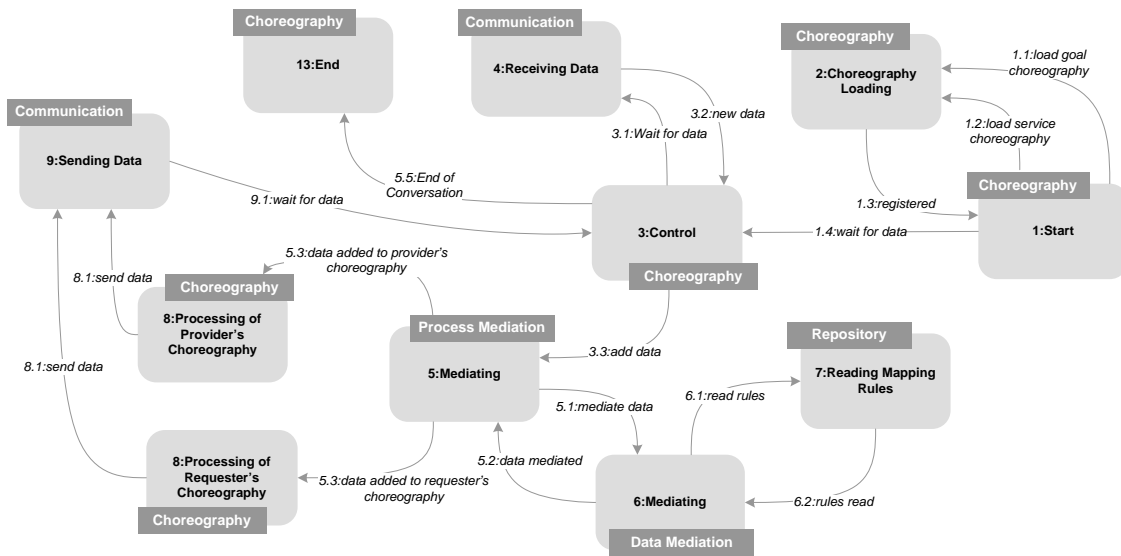 Choreography
13:End
Communication
4:Receiving Data
Choreography
2:Choreography
Loading
1.1:load goal
choreography
1.2:load service
choreography
3.2:new data
3.1:Wait for data
Communication
9:Sending Data
5.5:End of
Conversation
9.1:wait for data
Choreography
1:Start
1.3:registered
1.4:wait for data
3:Control
Choreography
5.3:data added to provider's
choreography
8.1:send data
Choreography
8:Processing of
Provider's
Choreography
Process Mediation
5:Mediating
3.3:add data
Repository
7:Reading Mapping
Rules
8.1:send data
5.1:mediate data
6.1:read rules
5.2:data mediated
8:Processing of
Requester's
Choreography
Choreography
5.3:data added to requester's
choreography
6:Mediating
Data Mediation
6.2:rules read